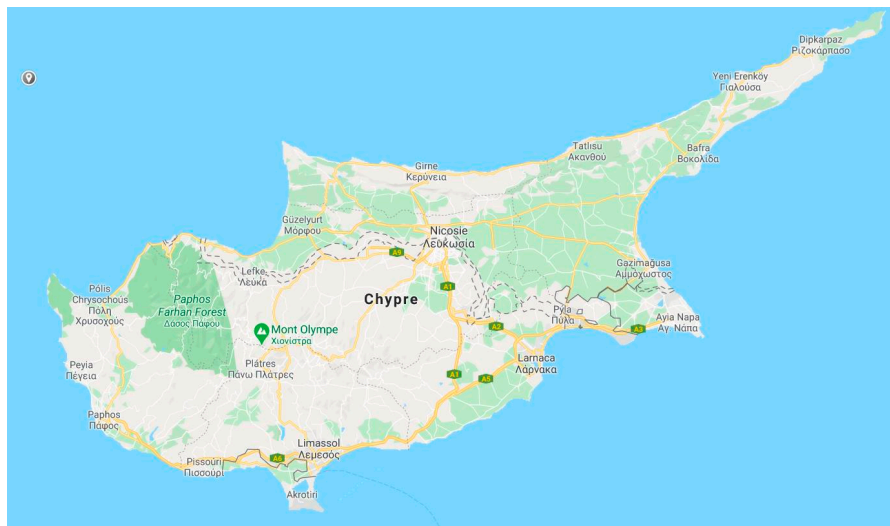 Dipkarpaz
Ριζοκάρπασο
Yeni Erenköy
Γιαλούσα
Tatlısu
Ακανθού
Bafra
Βοκολίδα
Girne
Κερύνεια
Güzelyurt
Μόρφου
Nicosie
Λευκωσία
A9
Gazimağusa
Αμμόχωστος
Lefke
Λεύκα
A1
Pólis
Chrysochoús
Πόλη
Χρυσοχούς
Paphos
Farhan Forest
Δάσος Πάφου
Chypre
Pyla
Πύλα
Ayia Napa
Αγ. Νάπα
A2
A3
Mont Olympe
Χιονίστρα
Larnaca
Λάρνακα
Peyia
Πέγεια
Plátres
Πάνω Πλάτρες
A1
A5
Paphos
Πάφος
Limassol
Λεμεσός
A6
Pissouri
Πισσούρι
Akrotiri